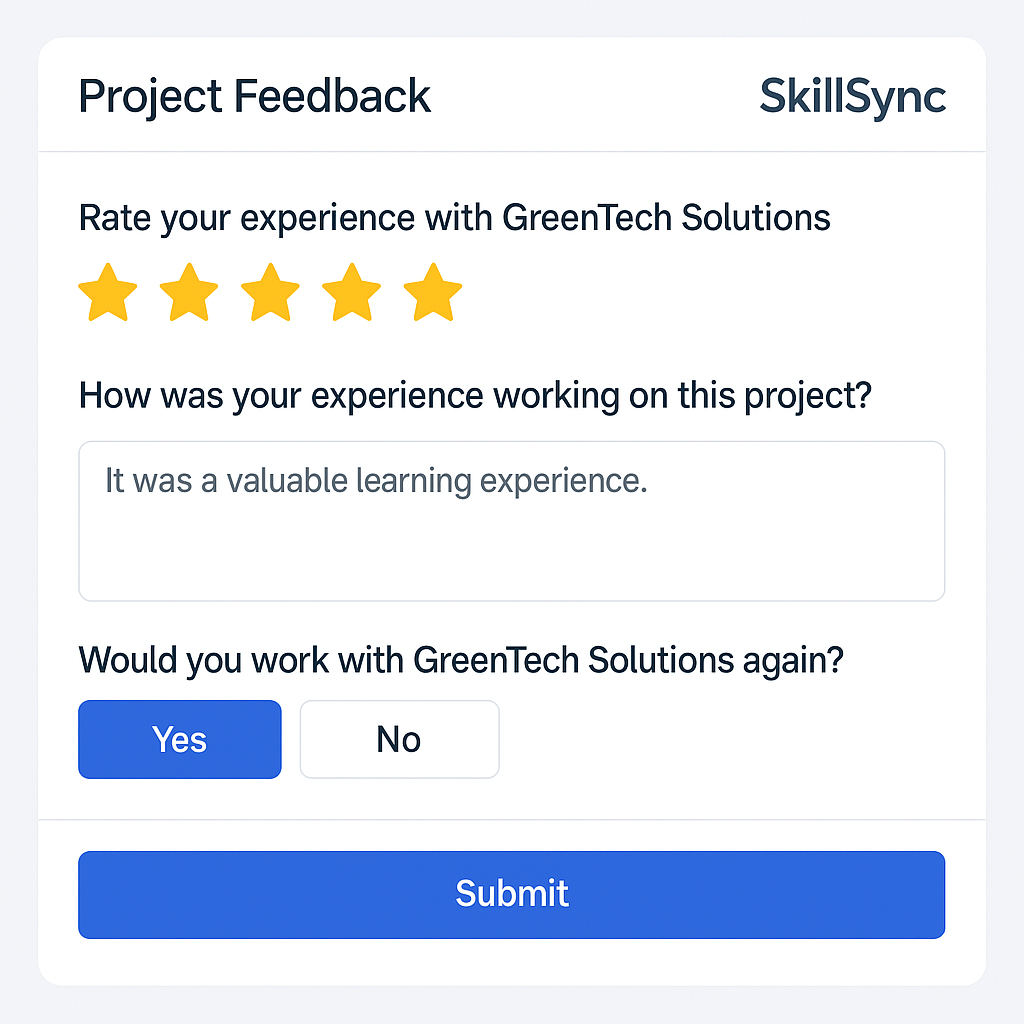 Project Feedback
SkillSync
Rate your experience with GreenTech Solutions
How was your experience working on this project?
It was a valuable learning experience.
Would you work with GreenTech Solutions again?
Yes
No
Submit